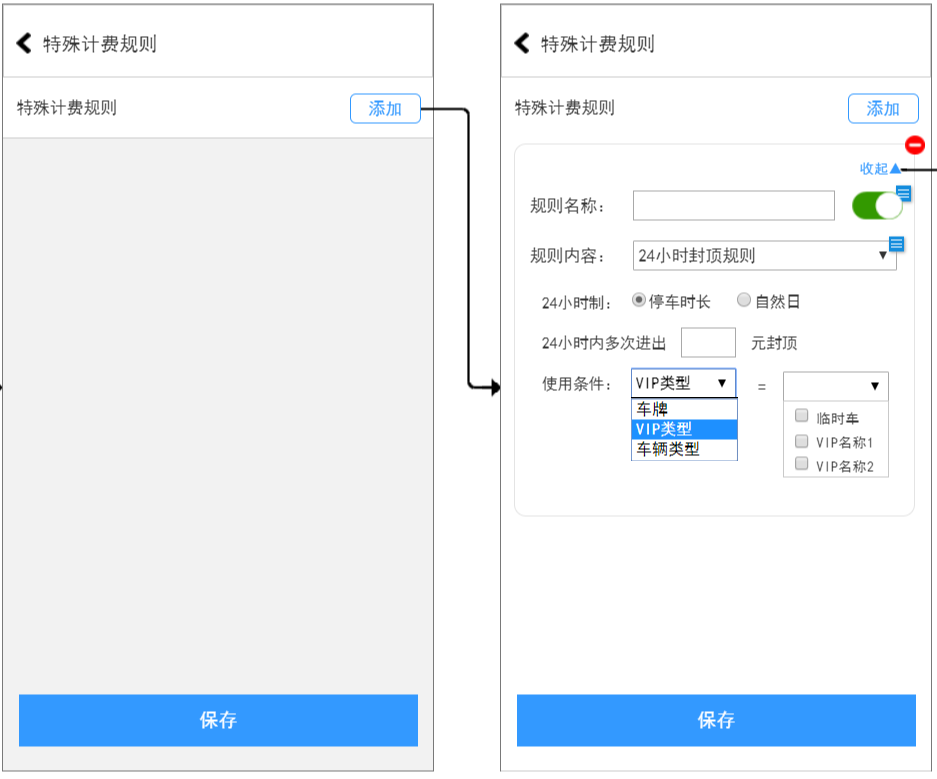 特殊计费规则
特殊计费规则 添加
保存
特殊计费规则
特殊计费规则 添加
收起▲
规则名称：
规则内容： 24小时封顶规则 ▼
24小时制： 停车时长 自然日
24小时内多次进出 元封顶
使用条件： VIP类型 ▼ = ▼
车牌
VIP类型
车辆类型
临时车
VIP名称1
VIP名称2
保存